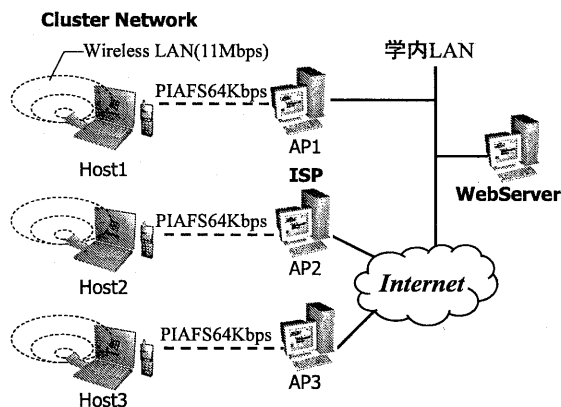 Cluster Network
Wireless LAN(11Mbps)
学内LAN
PIAFS64Kbps
Host1
AP1
ISP
WebServer
PIAFS64Kbps
Host2
AP2
Internet
PIAFS64Kbps
Host3
AP3